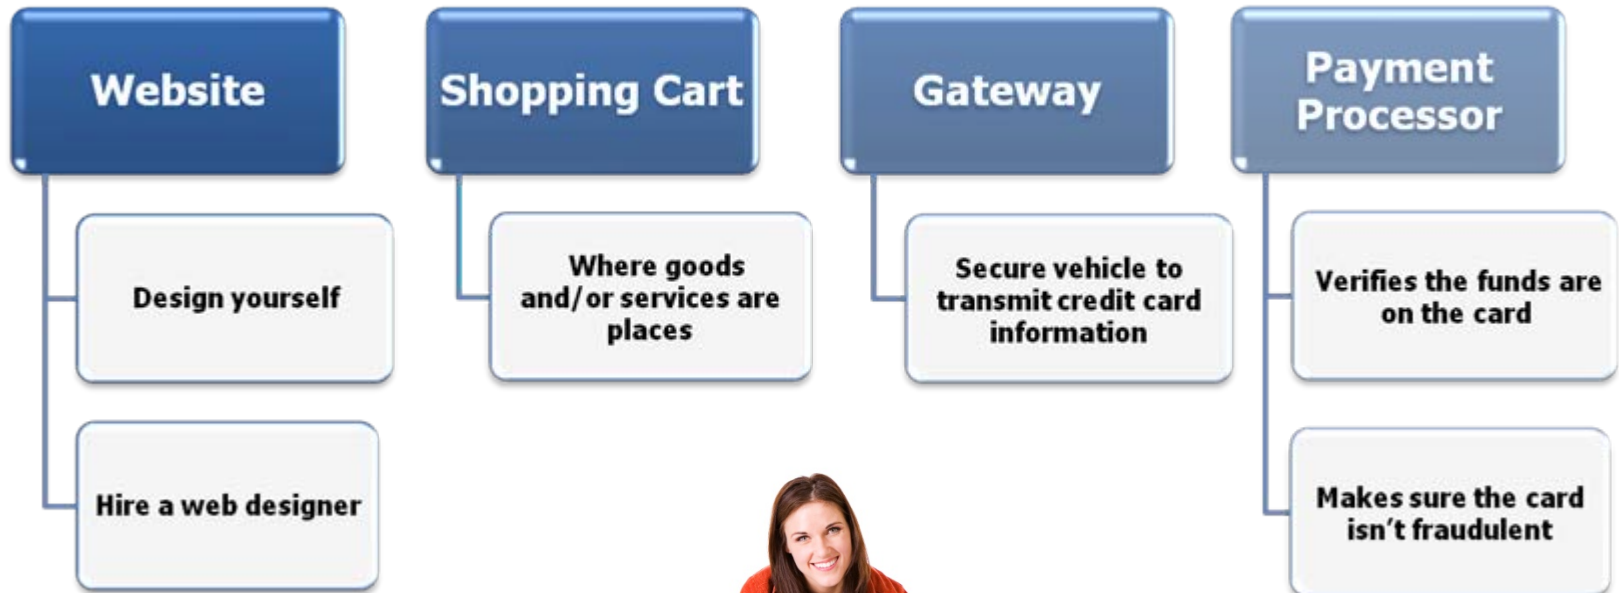 Website
Design yourself
Hire a web designer
Shopping Cart
Where goods
and/or services are
places
Gateway
Secure vehicle to
transmit credit card
information
Payment
Processor
Verifies the funds are
on the card
Makes sure the card
isn't fraudulent